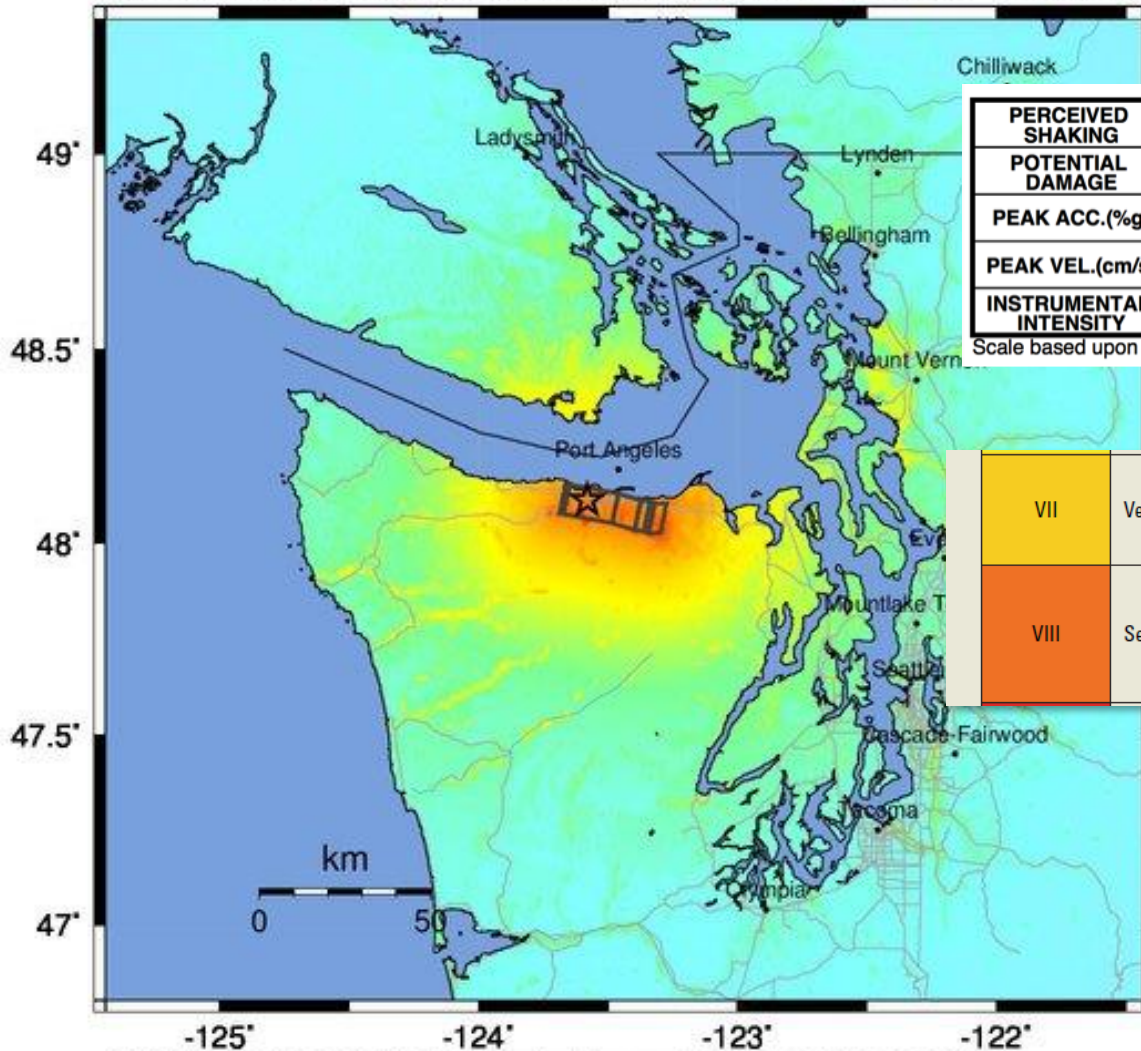 Chilliwack
Ladysmith
Lynden
Bellingham
Mount Vernon
Port Angeles
Mountlake T
Seattle
Cascade-Fairwood
Tacoma
Olympia
49°
48.5°
48°
47.5°
47°
km
0 50
-125° -124° -123° -122°
PERCEIVED
SHAKING
POTENTIAL
DAMAGE
PEAK ACC.(%g
PEAK VEL.(cm/s
INSTRUMENTAL
INTENSITY
Scale based upon
VII Ve
VIII Se